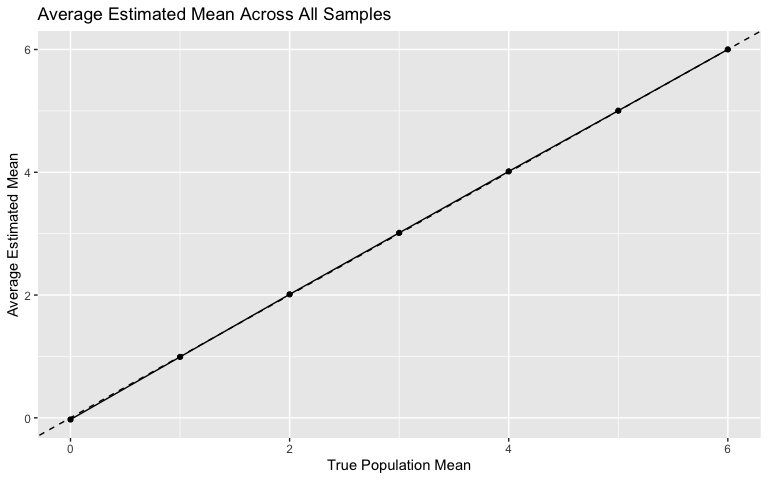 Average Estimated Mean Across All Samples
6
4
2
0
Average Estimated Mean
0 2 4 6
True Population Mean